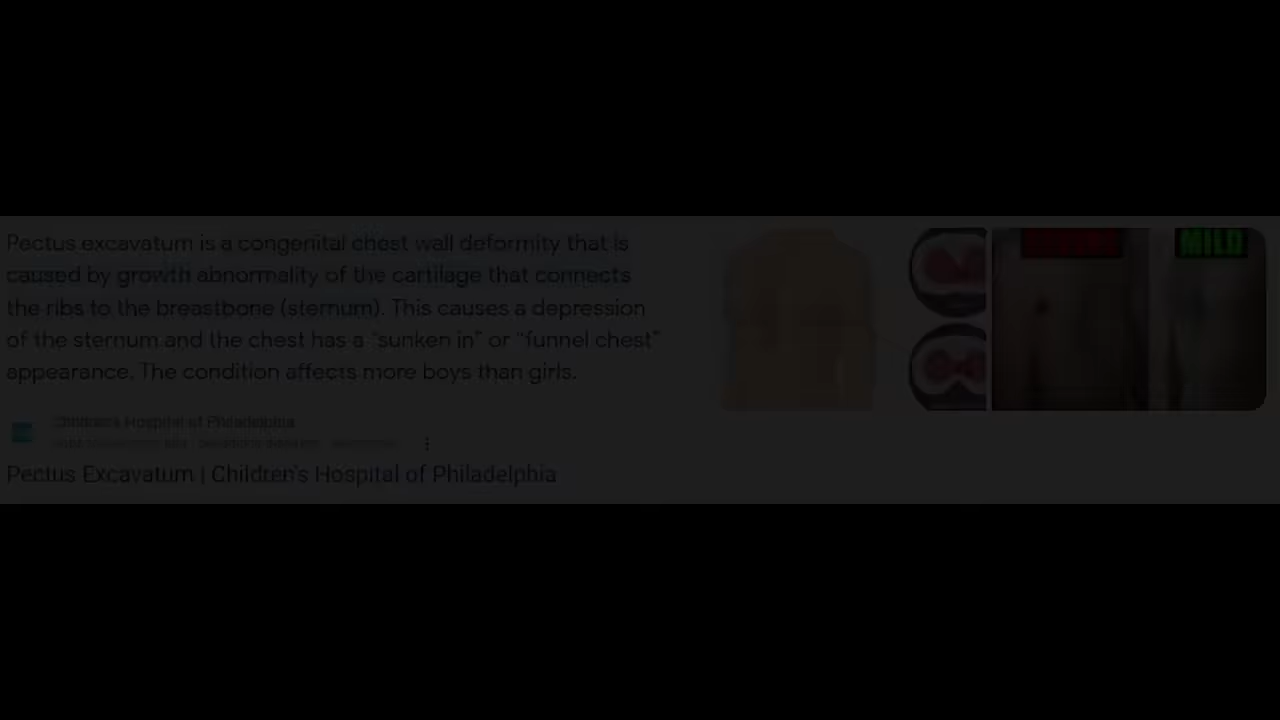 Pectus excavatum is a congenital chest wall deformity that is
caused by growth abnormality of the cartilage that connects
the ribs to the breastbone (sternum). This causes a depression
of the sternum and the chest has a “sunken in” or “funnel chest”
appearance. The condition affects more boys than girls.
MILD
Children's Hospital of Philadelphia
Pectus Excavatum | Children's Hospital of Philadelphia